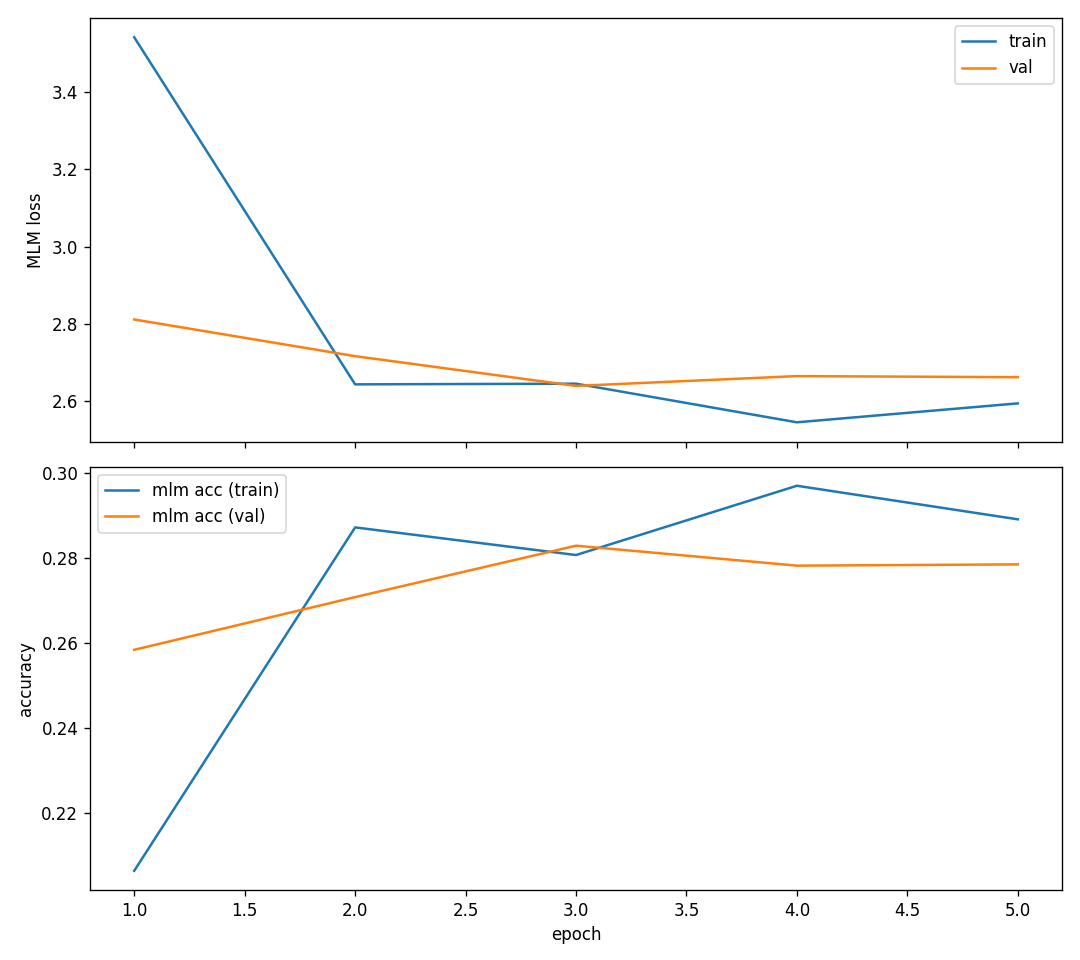 train
val
3.4
3.2
3.0
2.8
2.6
MLM loss
mlm acc (train)
mlm acc (val)
0.30
0.28
0.26
0.24
0.22
accuracy
1.0 1.5 2.0 2.5 3.0 3.5 4.0 4.5 5.0
epoch